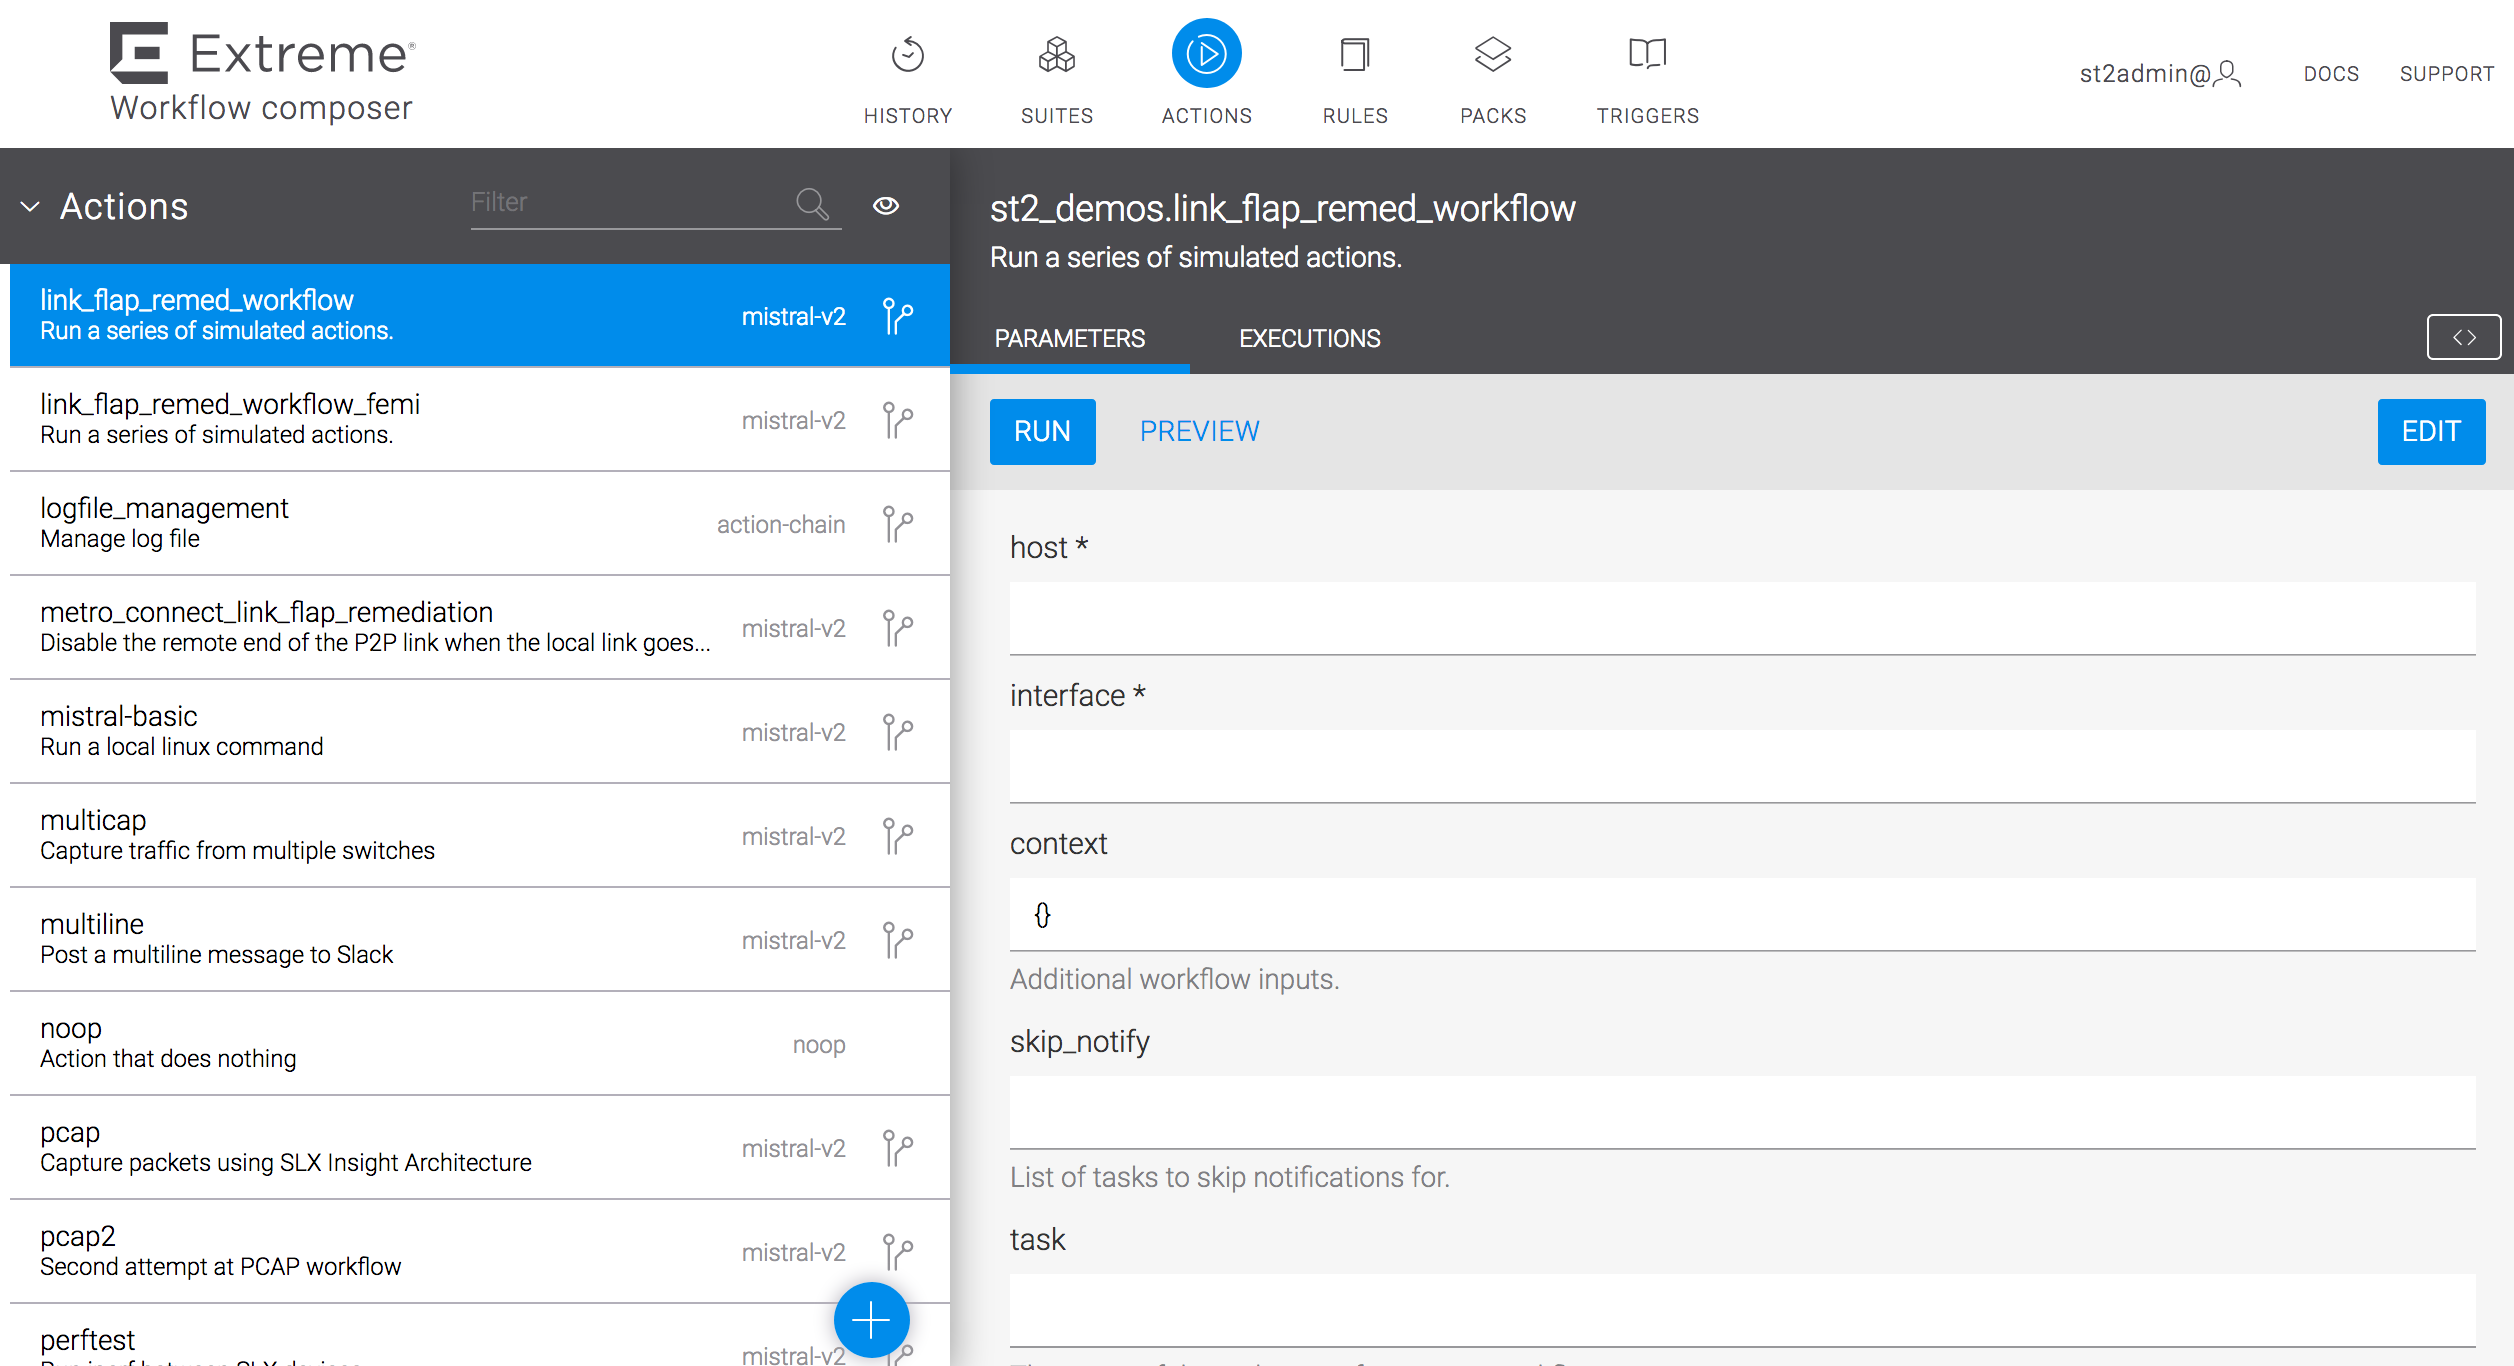 Extreme®
Workflow composer
HISTORY
SUITES
ACTIONS
RULES
PACKS
TRIGGERS
st2admin@
DOCS
SUPPORT
Actions
Filter
link_flap_remed_workflow
Run a series of simulated actions.
mistral-v2
link_flap_remed_workflow_femi
Run a series of simulated actions.
mistral-v2
logfile_management
Manage log file
action-chain
metro_connect_link_flap_remediation
Disable the remote end of the P2P link when the local link goes...
mistral-v2
mistral-basic
Run a local linux command
mistral-v2
multicap
Capture traffic from multiple switches
mistral-v2
multiline
Post a multiline message to Slack
mistral-v2
noop
Action that does nothing
noop
pcap
Capture packets using SLX Insight Architecture
mistral-v2
pcap2
Second attempt at PCAP workflow
mistral-v2
perftest
mistral-v2
st2_demos.link_flap_remed_workflow
Run a series of simulated actions.
PARAMETERS
EXECUTIONS
<>
RUN
PREVIEW
EDIT
host *
interface *
context
{}
Additional workflow inputs.
skip_notify
List of tasks to skip notifications for.
task